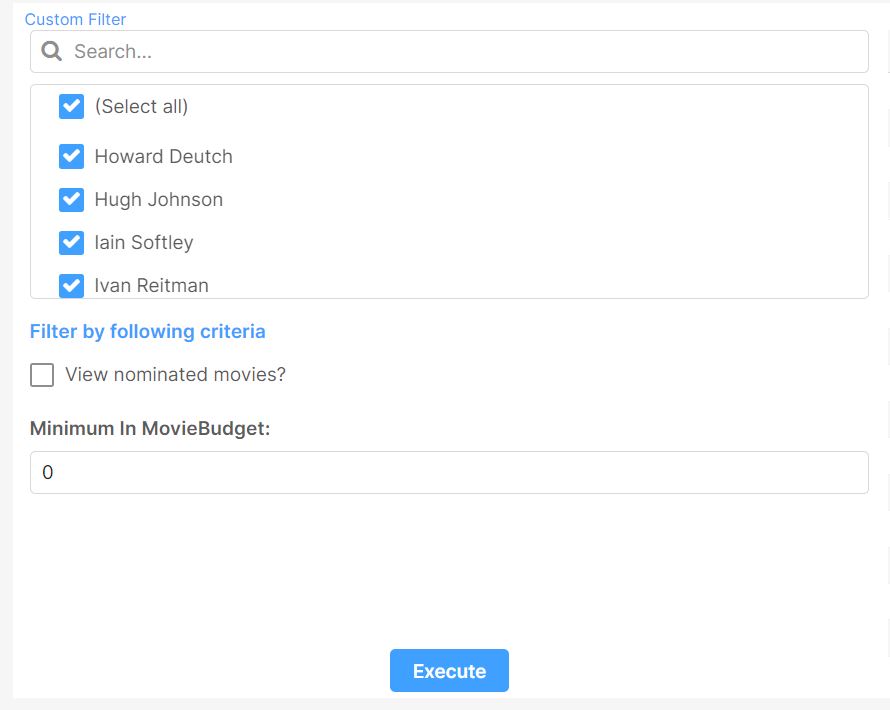 Custom Filter
Search...
(Select all)
Howard Deutch
Hugh Johnson
Iain Softley
Ivan Reitman
Filter by following criteria
View nominated movies?
Minimum In MovieBudget:
0
Execute